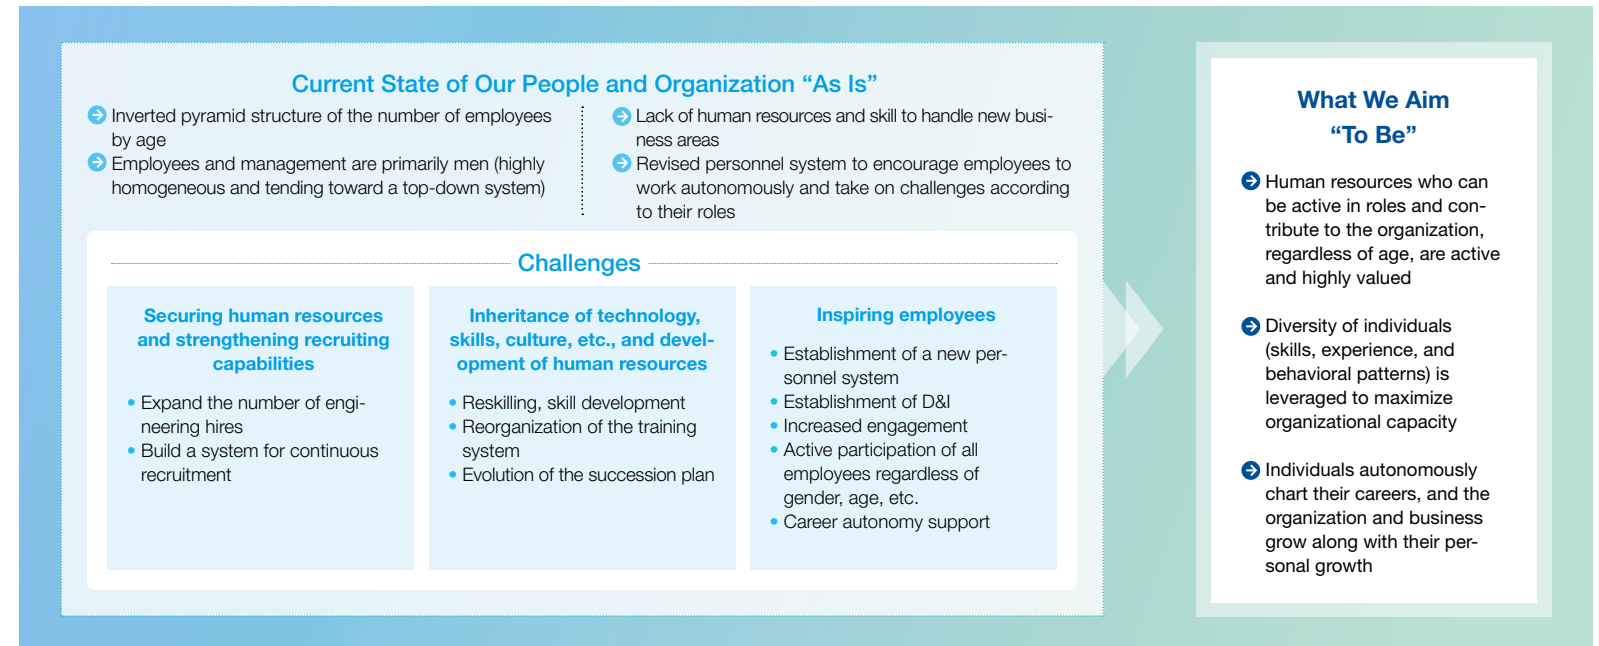 Current State of Our People and Organization “As Is”
Inverted pyramid structure of the number of employees
by age
Employees and management are primarily men (highly
homogeneous and tending toward a top-down system)
Lack of human resources and skill to handle new busi-
ness areas
Revised personnel system to encourage employees to
work autonomously and take on challenges according
to their roles
Challenges
Securing human resources
and strengthening recruiting
capabilities
• Expand the number of engi-
neering hires
• Build a system for continuous
recruitment
Inheritance of technology,
skills, culture, etc., and devel-
opment of human resources
• Reskilling, skill development
• Reorganization of the training
system
• Evolution of the succession plan
Inspiring employees
• Establishment of a new per-
sonnel system
• Establishment of D&I
• Increased engagement
• Active participation of all
employees regardless of
gender, age, etc.
• Career autonomy support
What We Aim
“To Be”
Human resources who can
be active in roles and con-
tribute to the organization,
regardless of age, are active
and highly valued
Diversity of individuals
(skills, experience, and
behavioral patterns) is
leveraged to maximize
organizational capacity
Individuals autonomously
chart their careers, and the
organization and business
grow along with their per-
sonal growth